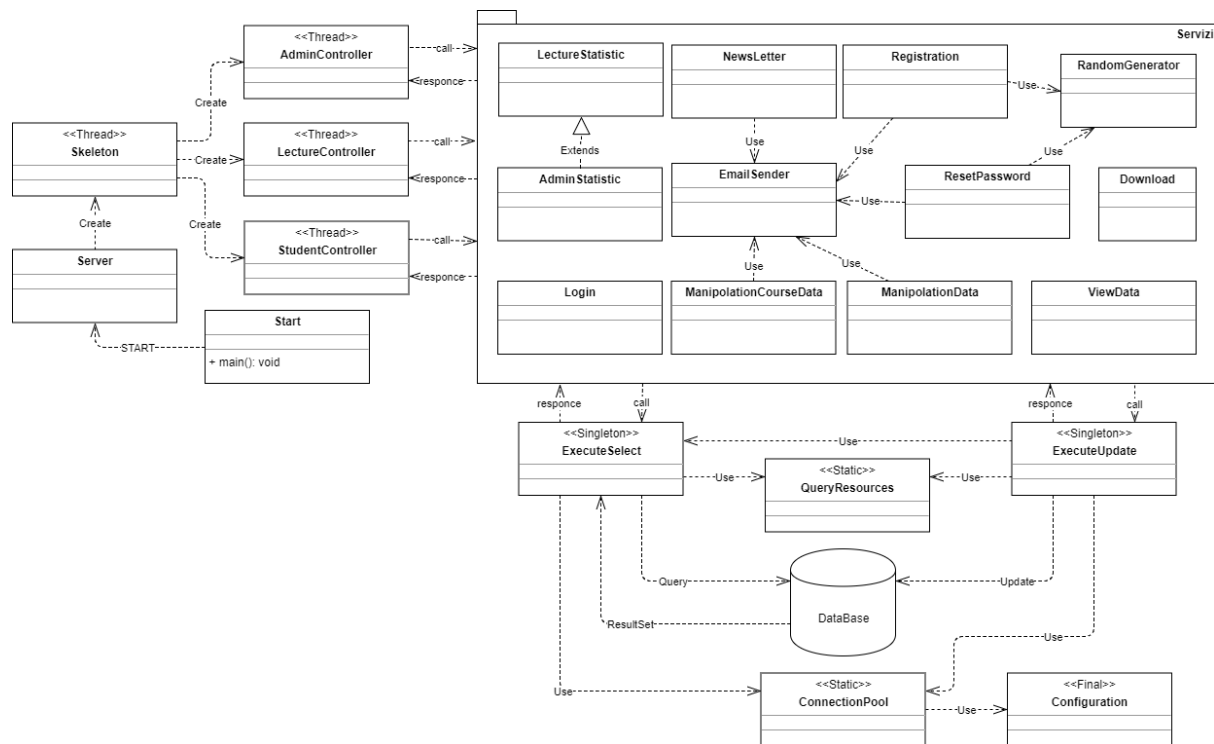 Servizi
<<Thread>>
AdminController
call
responce
LectureStatistic
NewsLetter
Registration
RandomGenerator
Use
Create
<<Thread>>
Skeleton
Create
<<Thread>>
LectureController
call
responce
Extends
Use
Use
Use
AdminStatistic
EmailSender
ResetPassword
Download
Use
Create
Create
<<Thread>>
StudentController
call
responce
Server
Use
Use
Login
ManipolationCourseData
ManipolationData
ViewData
Start
+ main(): void
START
responce
call
responce
call
<<Singleton>>
ExecuteSelect
Use
<<Singleton>>
ExecuteUpdate
Use
<<Static>>
QueryResources
Use
Query
Update
DataBase
ResultSet
Use
Use
<<Static>>
ConnectionPool
Use
<<Final>>
Configuration